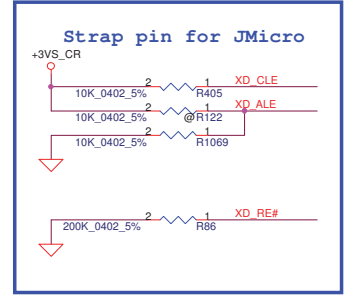 Strap pin for JMicro
+3VS_CR
2 1 XD_CLE
10K_0402_5% R405
2 1 XD_ALE
10K_0402_5% @R122
2 1
10K_0402_5% R1069
2 1 XD_RE#
200K_0402_5% R86